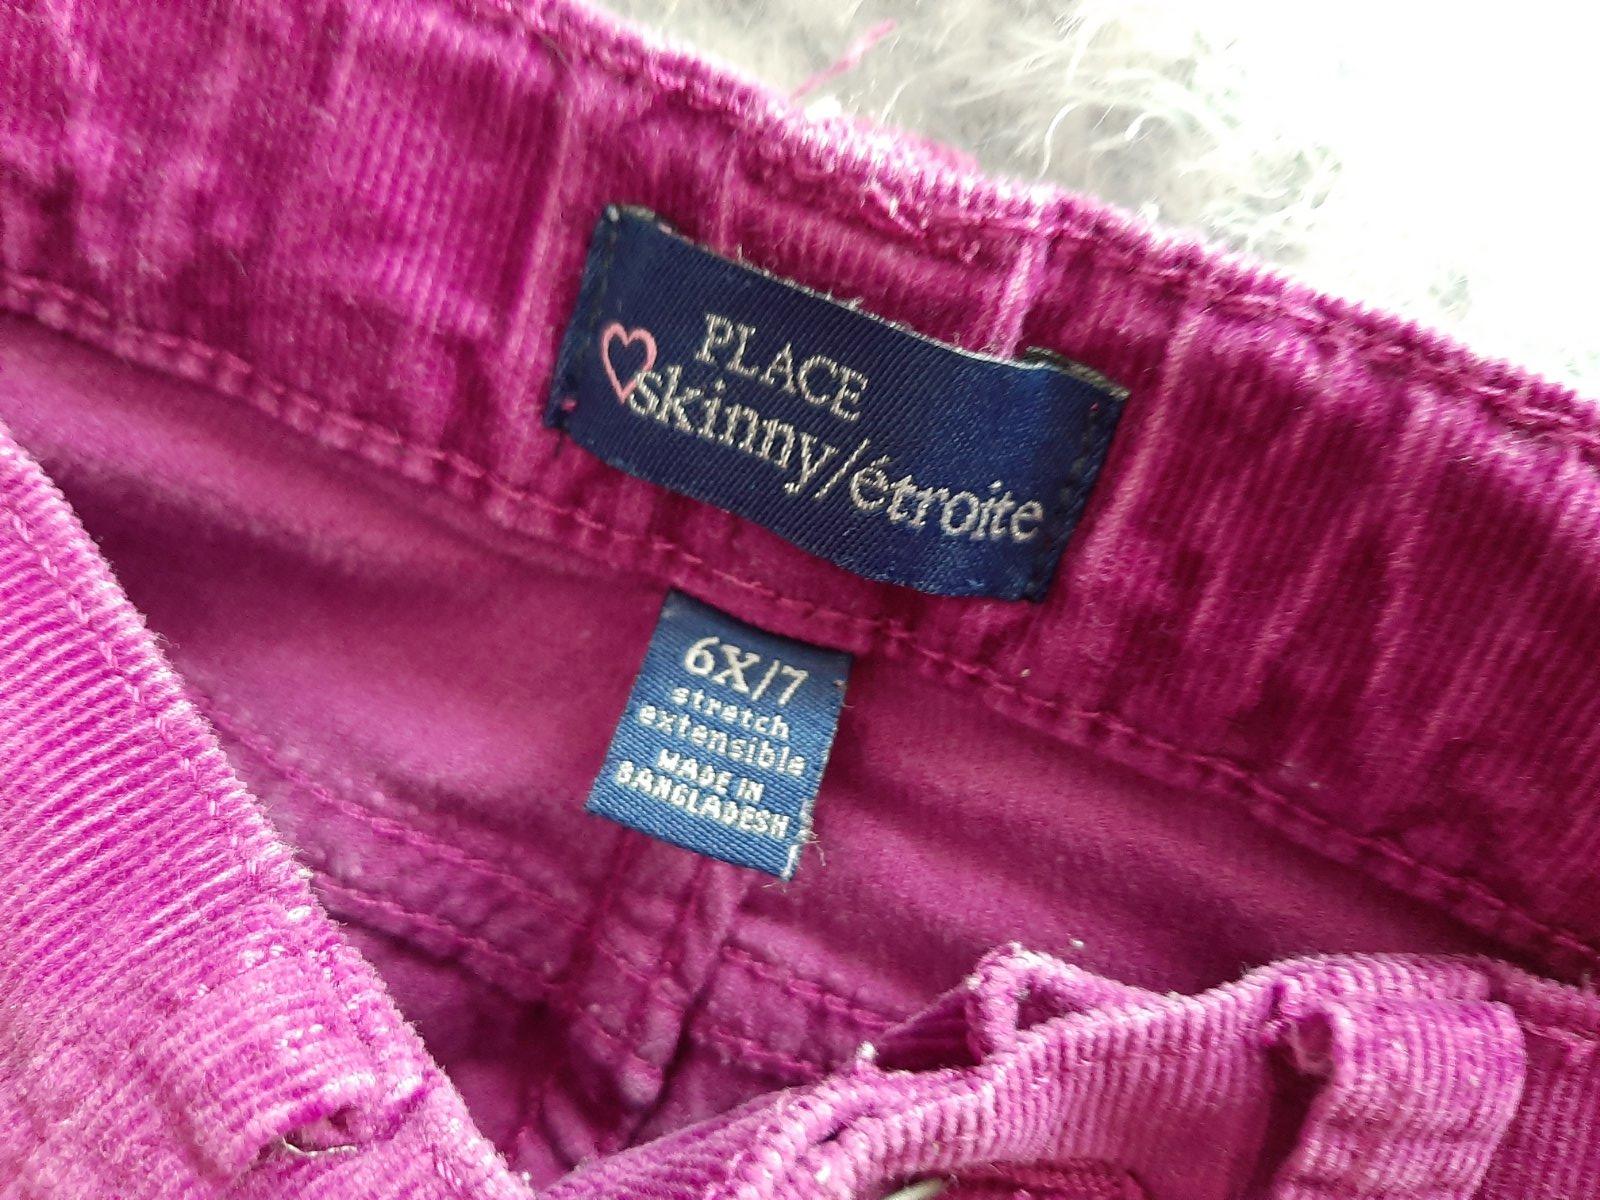 PLACE
skinny/étroite
6X/7
stretch
extensible
MADE IN
BANGLADESH